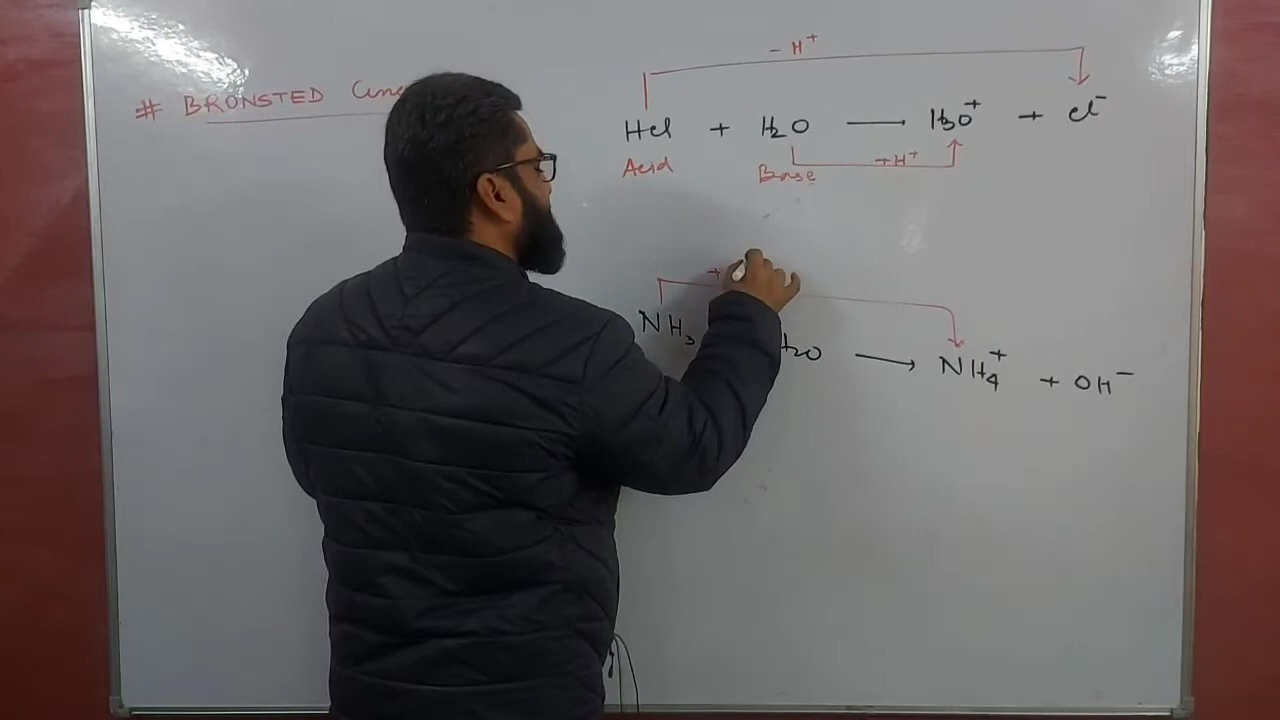 # BRONSTED
- H⁺
HCl + H₂O ⟶ H₃O⁺ + Cl⁻
Acid Base +H⁺
+
NH₃ H₂O ⟶ NH₄⁺ + OH⁻